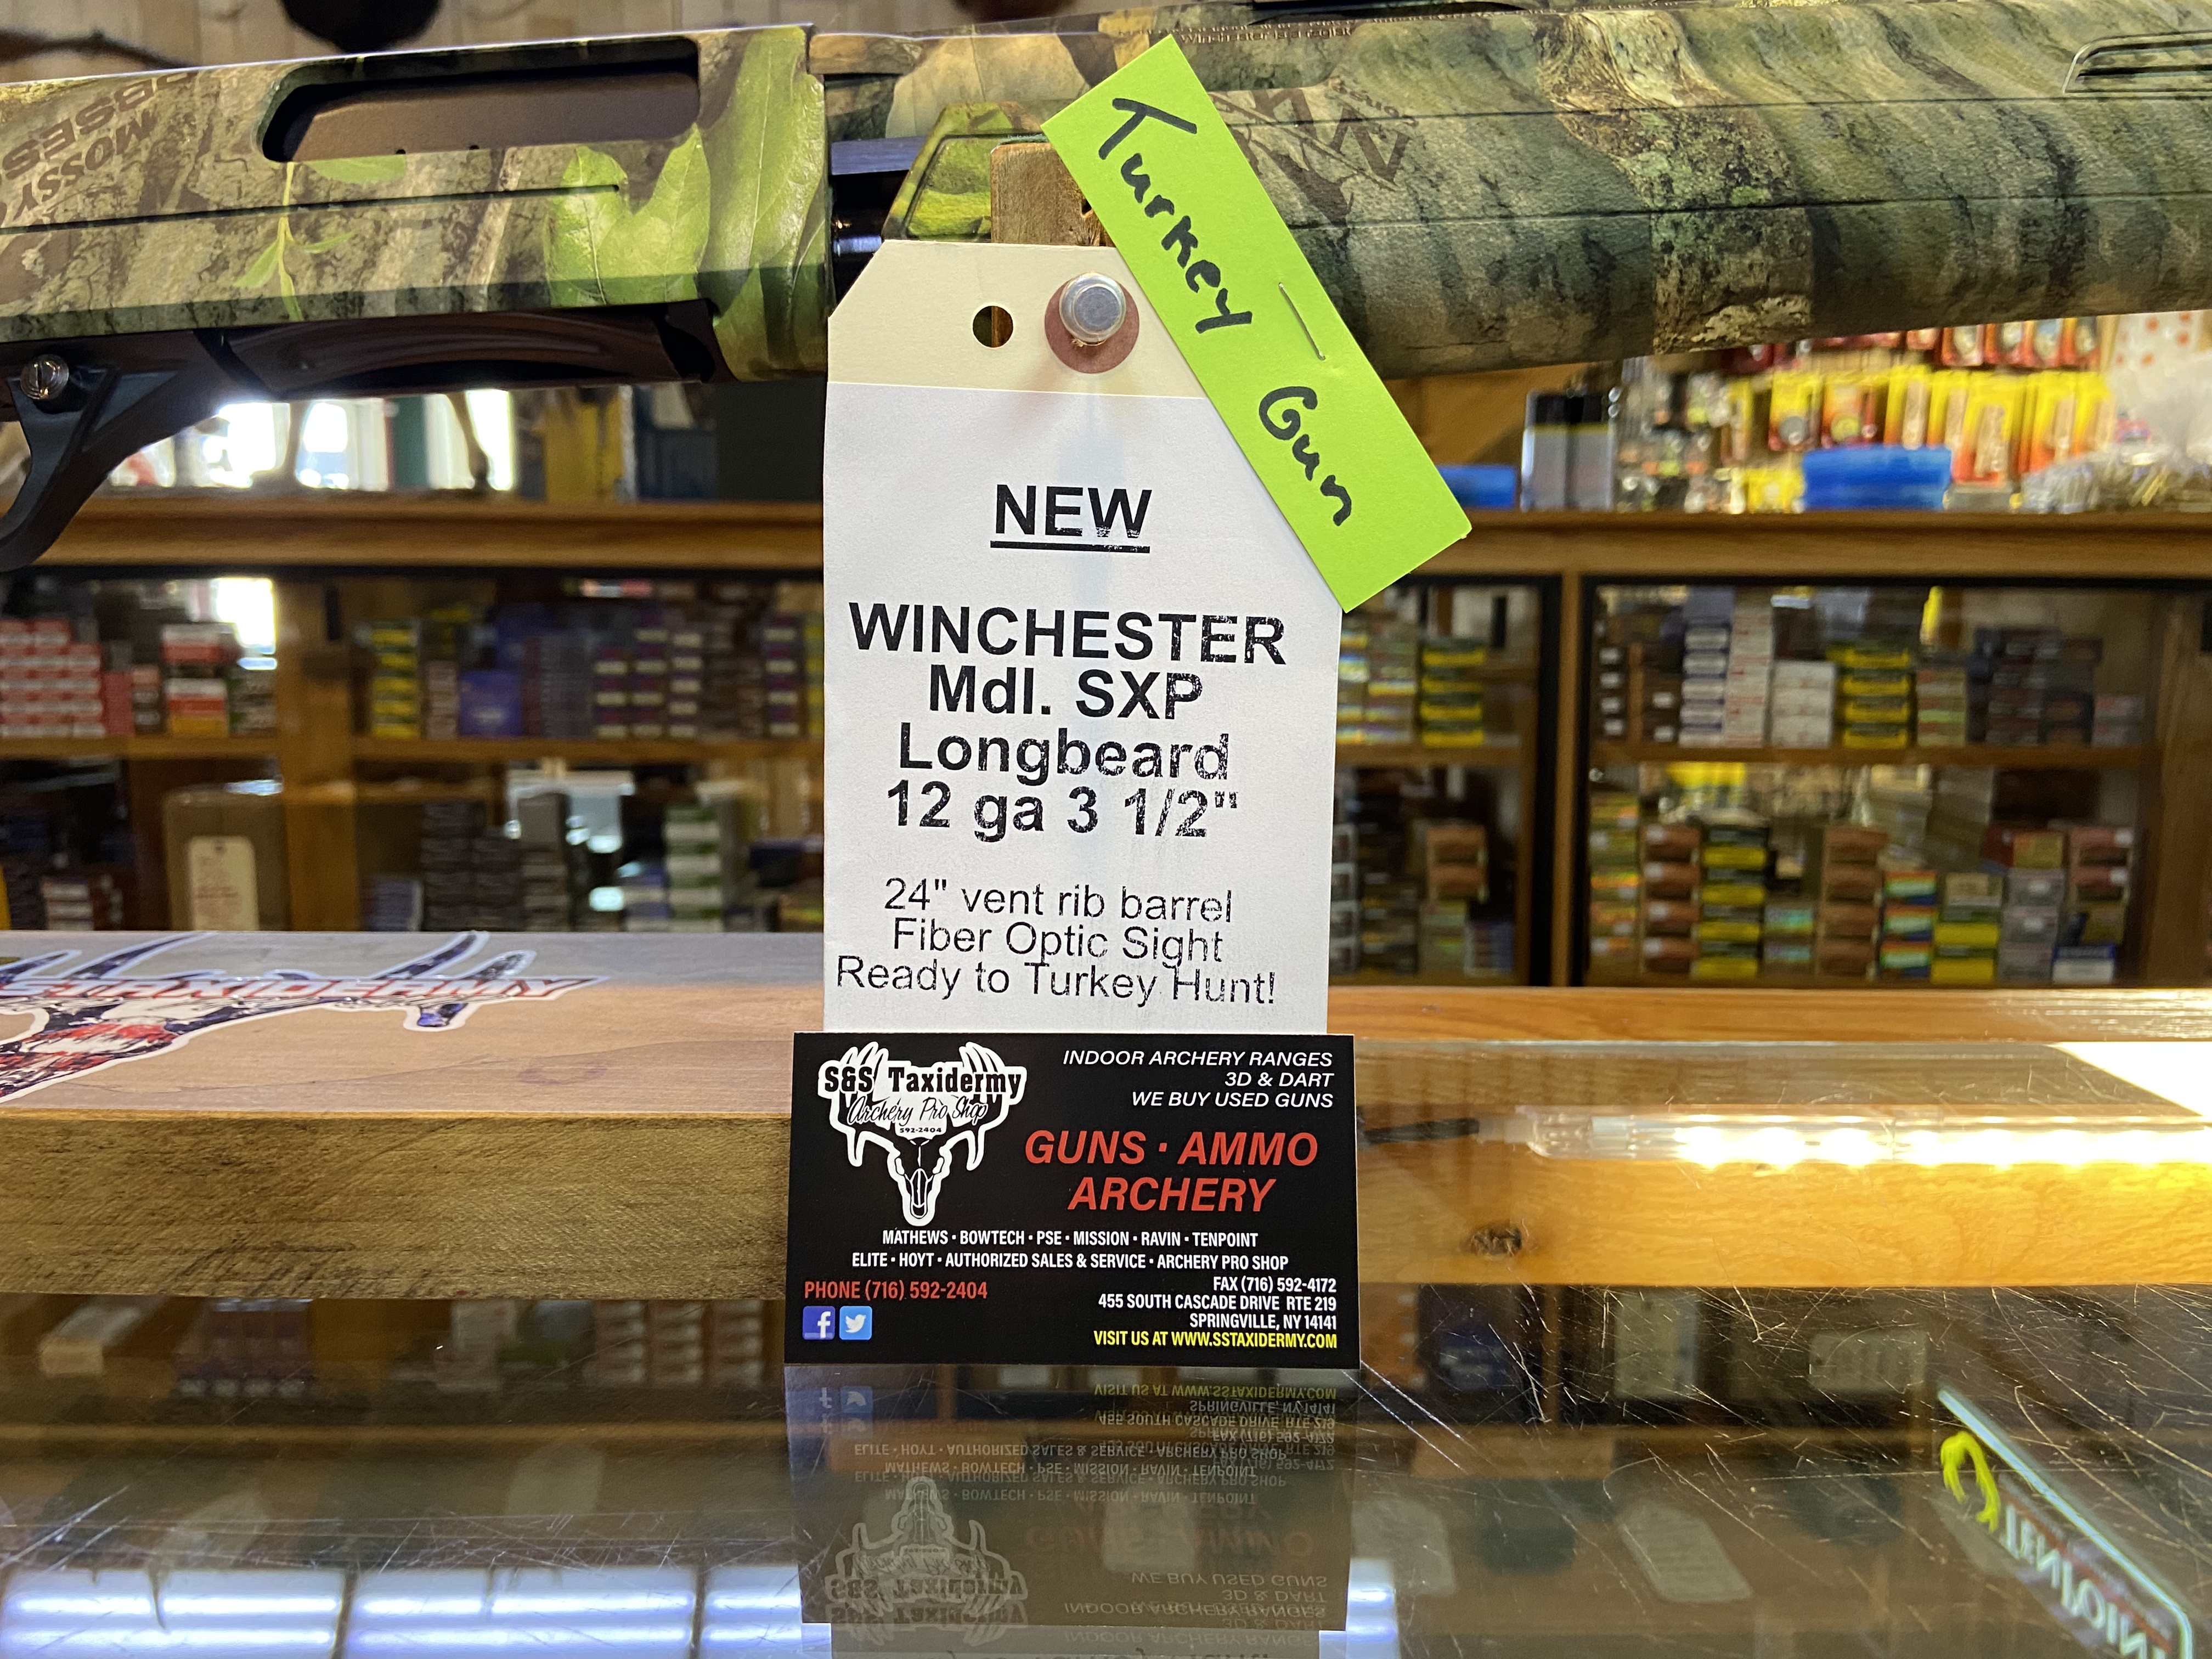 MOSSY
Turkey Gun
NEW
WINCHESTER
Mdl. SXP
Longbeard
12 ga 3 1/2"
24" vent rib barrel
Fiber Optic Sight
Ready to Turkey Hunt!
TAXIDERMY
S&S Taxidermy
Archery Pro Shop
592-2404
INDOOR ARCHERY RANGES
3D & DART
WE BUY USED GUNS
GUNS · AMMO
ARCHERY
MATHEWS · BOWTECH · PSE · MISSION · RAVIN · TENPOINT
ELITE · HOYT · AUTHORIZED SALES & SERVICE · ARCHERY PRO SHOP
PHONE (716) 592-2404
FAX (716) 592-4172
455 SOUTH CASCADE DRIVE RTE 219
SPRINGVILLE, NY 14141
VISIT US AT WWW.SSTAXIDERMY.COM